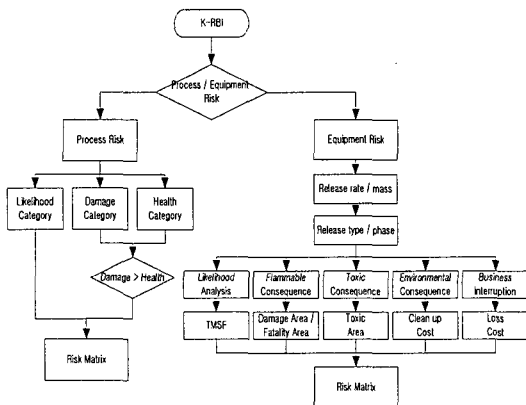 K-RBI
Process / Equipment
Risk
Process Risk
Equipment Risk
Likelihood
Category
Damage
Category
Health
Category
Damage > Health
Risk Matrix
Release rate / mass
Release type / phase
Likelihood
Analysis
Flammable
Consequence
Toxic
Consequence
Environmental
Consequence
Business
Interruption
TMSF
Damage Area /
Fatality Area
Toxic
Area
Clean up
Cost
Loss
Cost
Risk Matrix